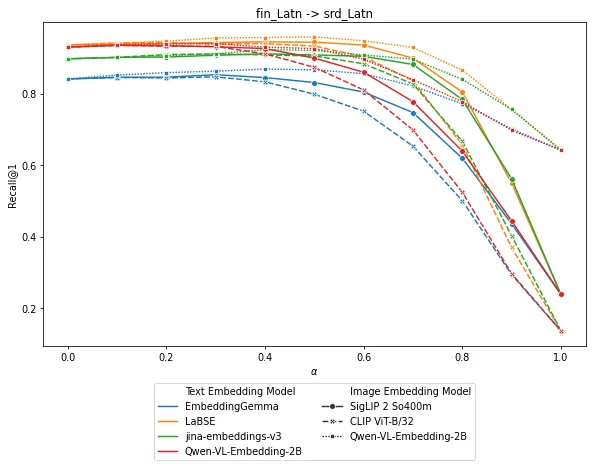 fin_Latn -> srd_Latn
Recall@1
0.8
0.6
0.4
0.2
0.0 0.2 0.4 0.6 0.8 1.0
α
Text Embedding Model
EmbeddingGemma
LaBSE
jina-embeddings-v3
Qwen-VL-Embedding-2B
Image Embedding Model
SigLIP 2 So400m
CLIP ViT-B/32
Qwen-VL-Embedding-2B